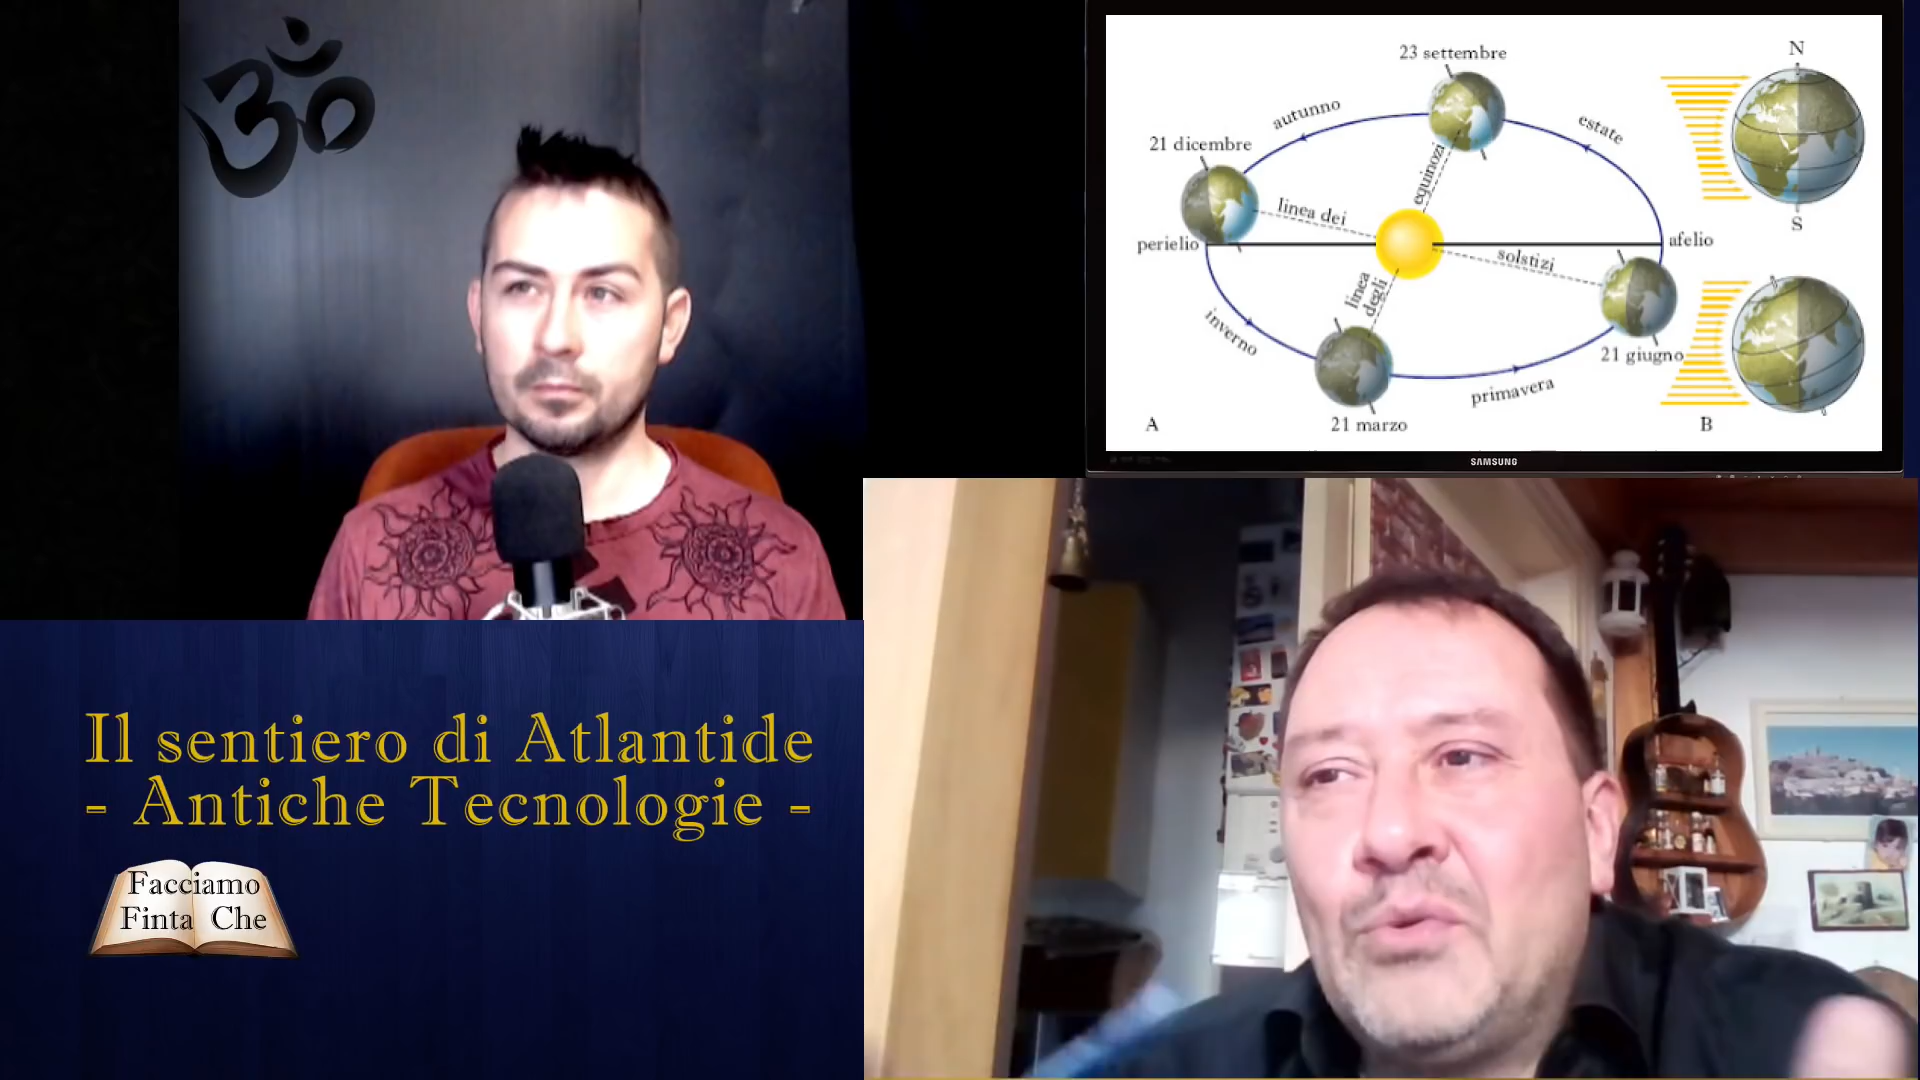 23 settembre
N
autunno
estate
21 dicembre
equinozi
linea dei
S
perielio
afelio
solstizi
linea
degli
inverno
21 giugno
primavera
A
21 marzo
B
SAMSUNG
Il sentiero di Atlantide
- Antiche Tecnologie -
Facciamo
Finta Che